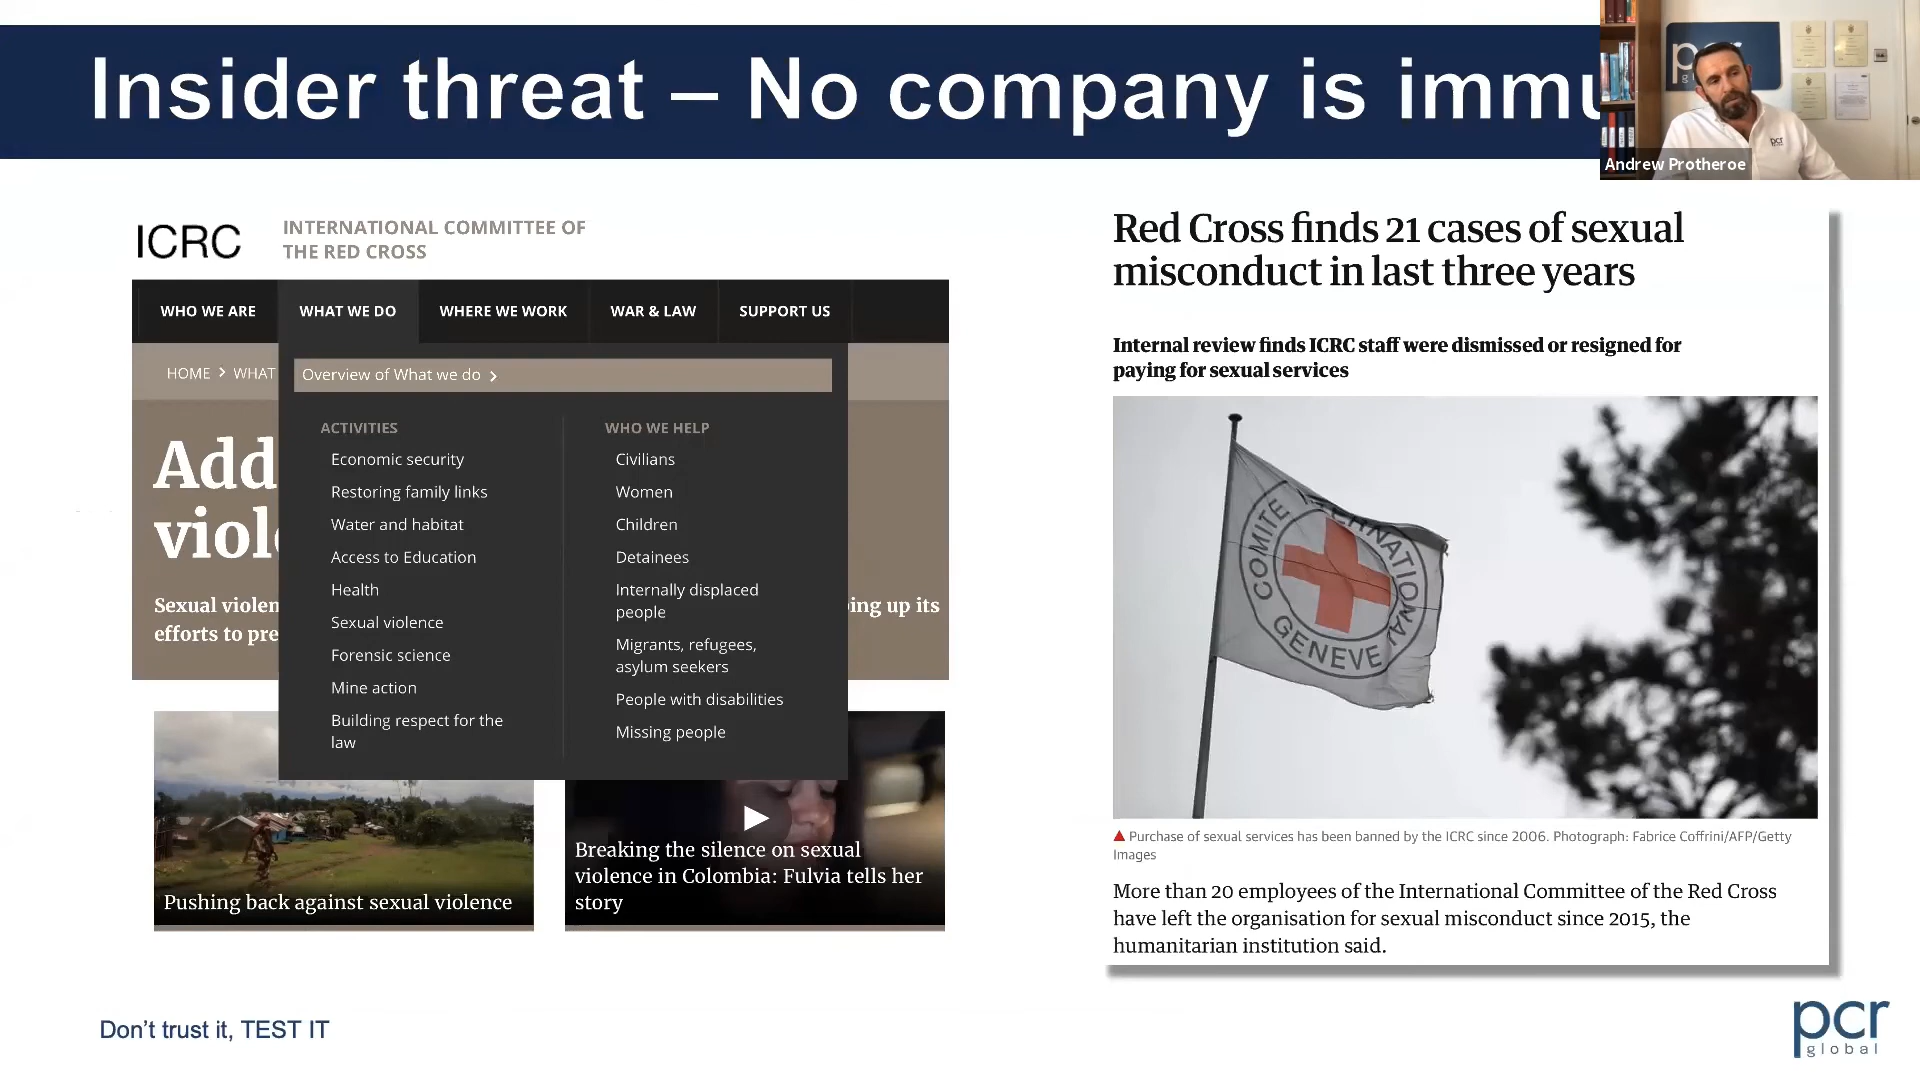 Insider threat – No company is immu
pcr
Andrew Protheroe
ICRC
INTERNATIONAL COMMITTEE OF
THE RED CROSS
WHO WE ARE
WHAT WE DO
WHERE WE WORK
WAR & LAW
SUPPORT US
HOME > WHAT
Overview of What we do >
Add
viol
Sexual violen
efforts to pre
ing up its
ACTIVITIES
Economic security
Restoring family links
Water and habitat
Access to Education
Health
Sexual violence
Forensic science
Mine action
Building respect for the
law
WHO WE HELP
Civilians
Women
Children
Detainees
Internally displaced
people
Migrants, refugees,
asylum seekers
People with disabilities
Missing people
Pushing back against sexual violence
Breaking the silence on sexual
violence in Colombia: Fulvia tells her
story
Red Cross finds 21 cases of sexual
misconduct in last three years
Internal review finds ICRC staff were dismissed or resigned for
paying for sexual services
COMITE INTERNATIONAL
GENEVE
Purchase of sexual services has been banned by the ICRC since 2006. Photograph: Fabrice Coffrini/AFP/Getty
Images
More than 20 employees of the International Committee of the Red Cross
have left the organisation for sexual misconduct since 2015, the
humanitarian institution said.
Don't trust it, TEST IT
pcr
global